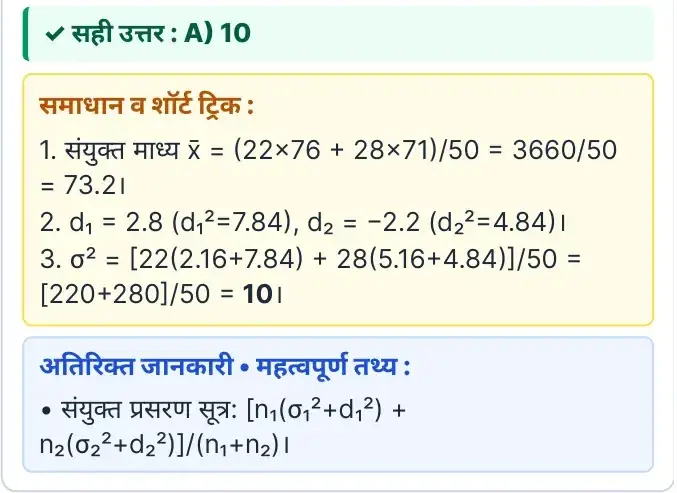 ✓ सही उत्तर : A) 10
समाधान व शॉर्ट ट्रिक :
1. संयुक्त माध्य x̄ = (22×76 + 28×71)/50 = 3660/50
= 73.2।
2. d₁ = 2.8 (d₁²=7.84), d₂ = −2.2 (d₂²=4.84)।
3. σ² = [22(2.16+7.84) + 28(5.16+4.84)]/50 =
[220+280]/50 = 10।
अतिरिक्त जानकारी • महत्वपूर्ण तथ्य :
• संयुक्त प्रसरण सूत्र: [n₁(σ₁²+d₁²) +
n₂(σ₂²+d₂²)]/(n₁+n₂)।